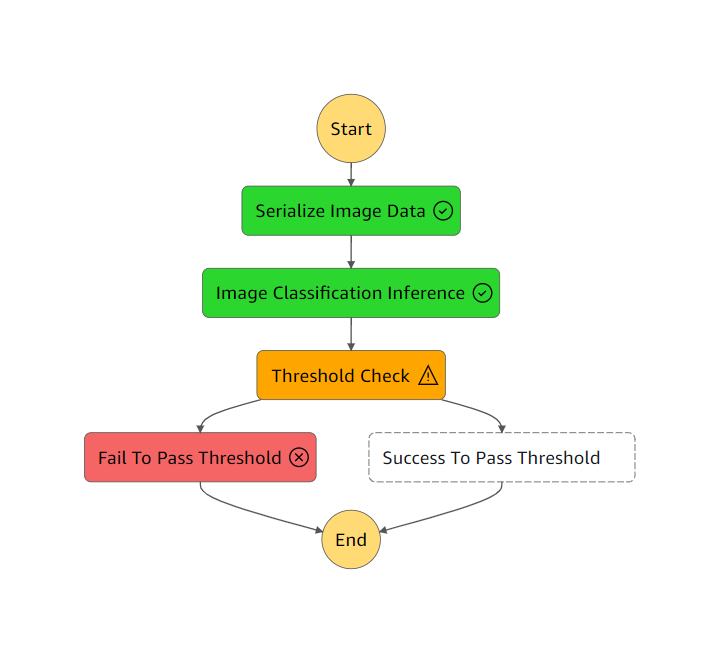 Start
Serialize Image Data
Image Classification Inference
Threshold Check
Fail To Pass Threshold
Success To Pass Threshold
End